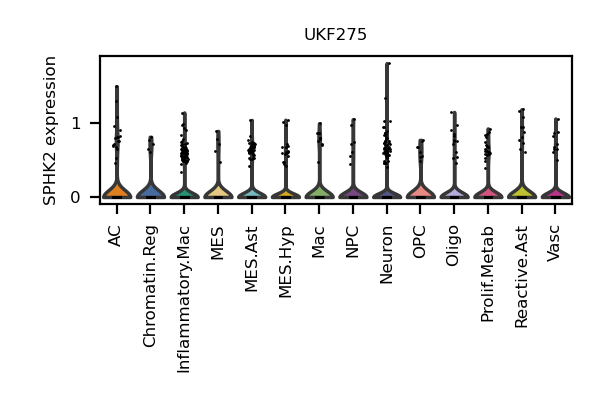 UKF275
SPHK2 expression
1
0
AC
Chromatin.Reg
Inflammatory.Mac
MES
MES.Ast
MES.Hyp
Mac
NPC
Neuron
OPC
Oligo
Prolif.Metab
Reactive.Ast
Vasc